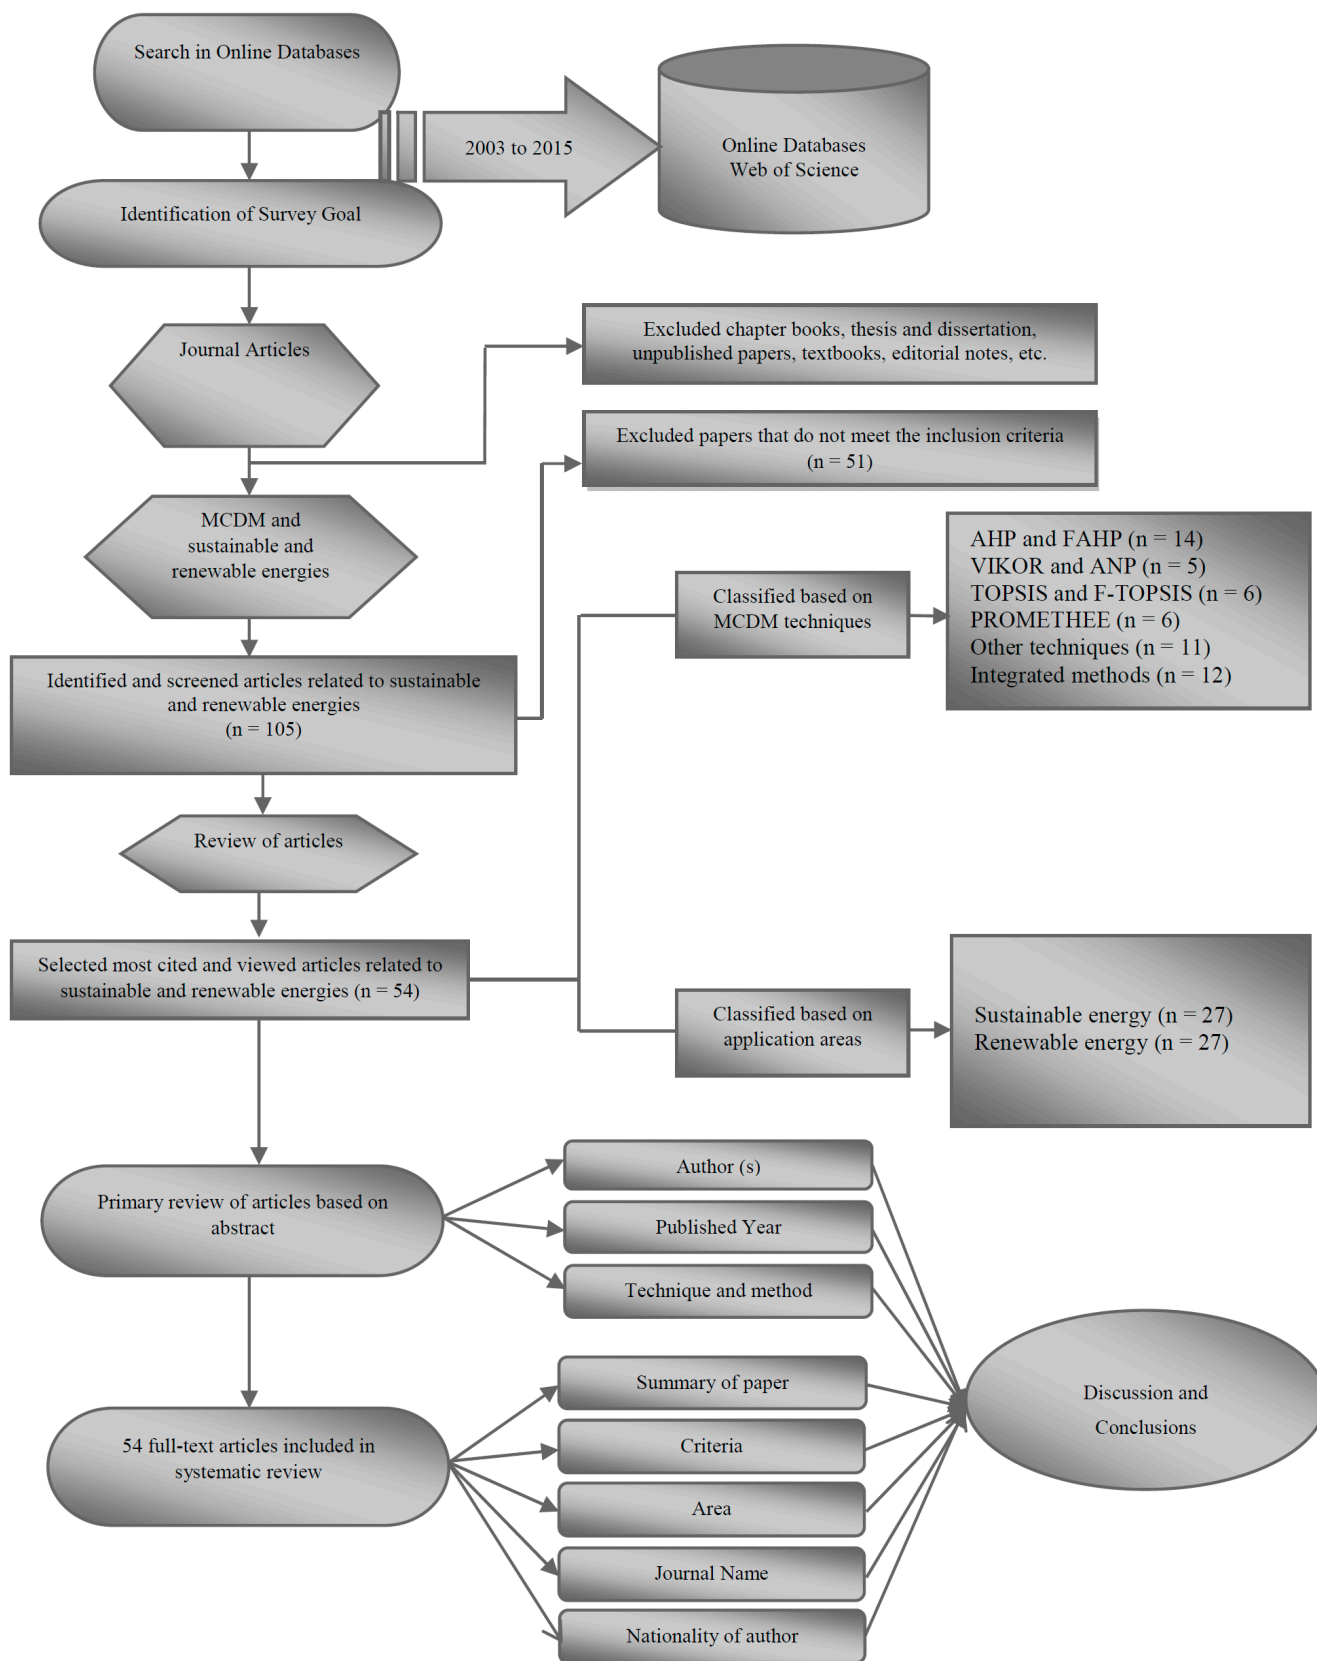 Search in Online Databases
2003 to 2015
Online Databases
Web of Science
Identification of Survey Goal
Journal Articles
Excluded chapter books, thesis and dissertation,
unpublished papers, textbooks, editorial notes, etc.
Excluded papers that do not meet the inclusion criteria
(n = 51)
MCDM and
sustainable and
renewable energies
Identified and screened articles related to sustainable
and renewable energies
(n = 105)
Classified based on
MCDM techniques
AHP and FAHP (n = 14)
VIKOR and ANP (n = 5)
TOPSIS and F-TOPSIS (n = 6)
PROMETHEE (n = 6)
Other techniques (n = 11)
Integrated methods (n = 12)
Review of articles
Selected most cited and viewed articles related to
sustainable and renewable energies (n = 54)
Classified based on
application areas
Sustainable energy (n = 27)
Renewable energy (n = 27)
Primary review of articles based on
abstract
Author (s)
Published Year
Technique and method
54 full-text articles included in
systematic review
Summary of paper
Criteria
Area
Journal Name
Nationality of author
Discussion and
Conclusions